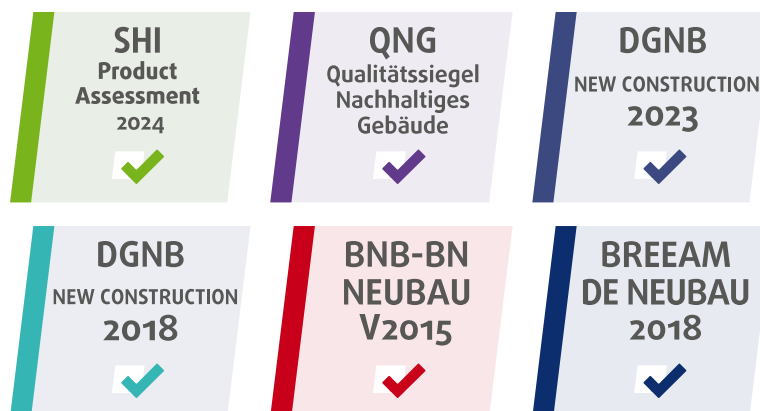 SHI
Product
Assessment
2024
QNG
Qualitätssiegel
Nachhaltiges
Gebäude
DGNB
NEW CONSTRUCTION
2023
DGNB
NEW CONSTRUCTION
2018
BNB-BN
NEUBAU
V2015
BREEAM
DE NEUBAU
2018